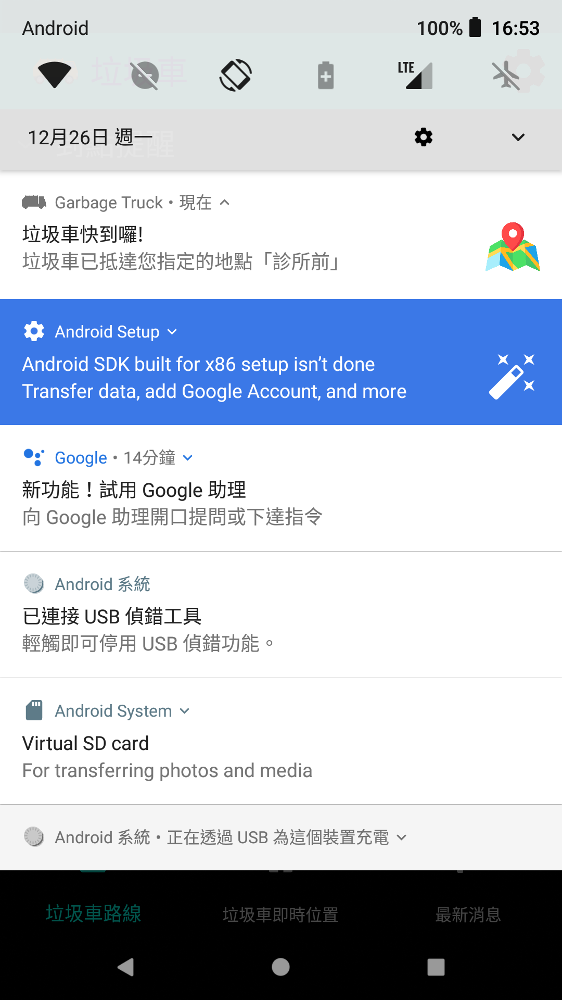 Android
100%
16:53
垃圾車
LTE
12月26日 週一
到點提醒
Garbage Truck • 現在
垃圾車快到囉!
垃圾車已抵達您指定的地點「診所前」
Android Setup
Android SDK built for x86 setup isn’t done
Transfer data, add Google Account, and more
Google • 14分鐘
新功能！試用 Google 助理
向 Google 助理開口提問或下達指令
Android 系統
已連接 USB 偵錯工具
輕觸即可停用 USB 偵錯功能。
Android System
Virtual SD card
For transferring photos and media
Android 系統 • 正在透過 USB 為這個裝置充電
垃圾車路線
垃圾車即時位置
最新消息